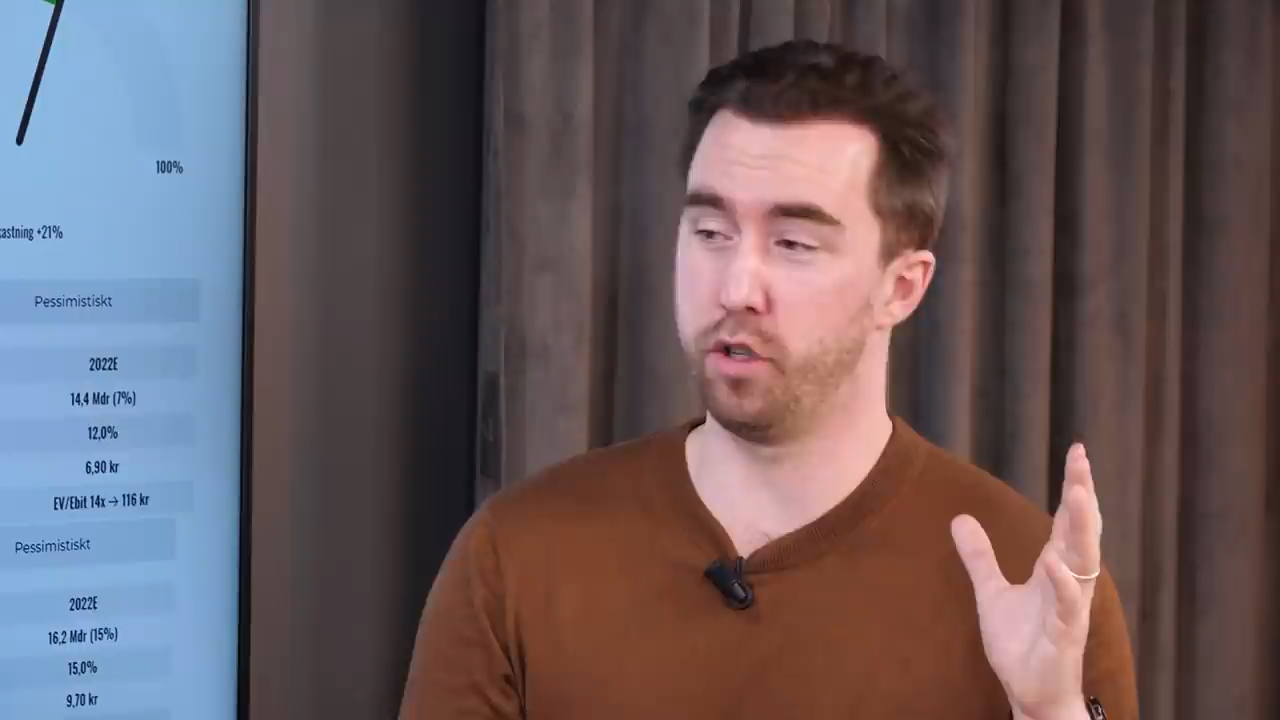 100%
+21%
Pessimistiskt
2022E
14,4 Mdr (7%)
12,0%
6,90 kr
EV/Ebit 14x → 116 kr
Pessimistiskt
2022E
16,2 Mdr (15%)
15,0%
9,70 kr